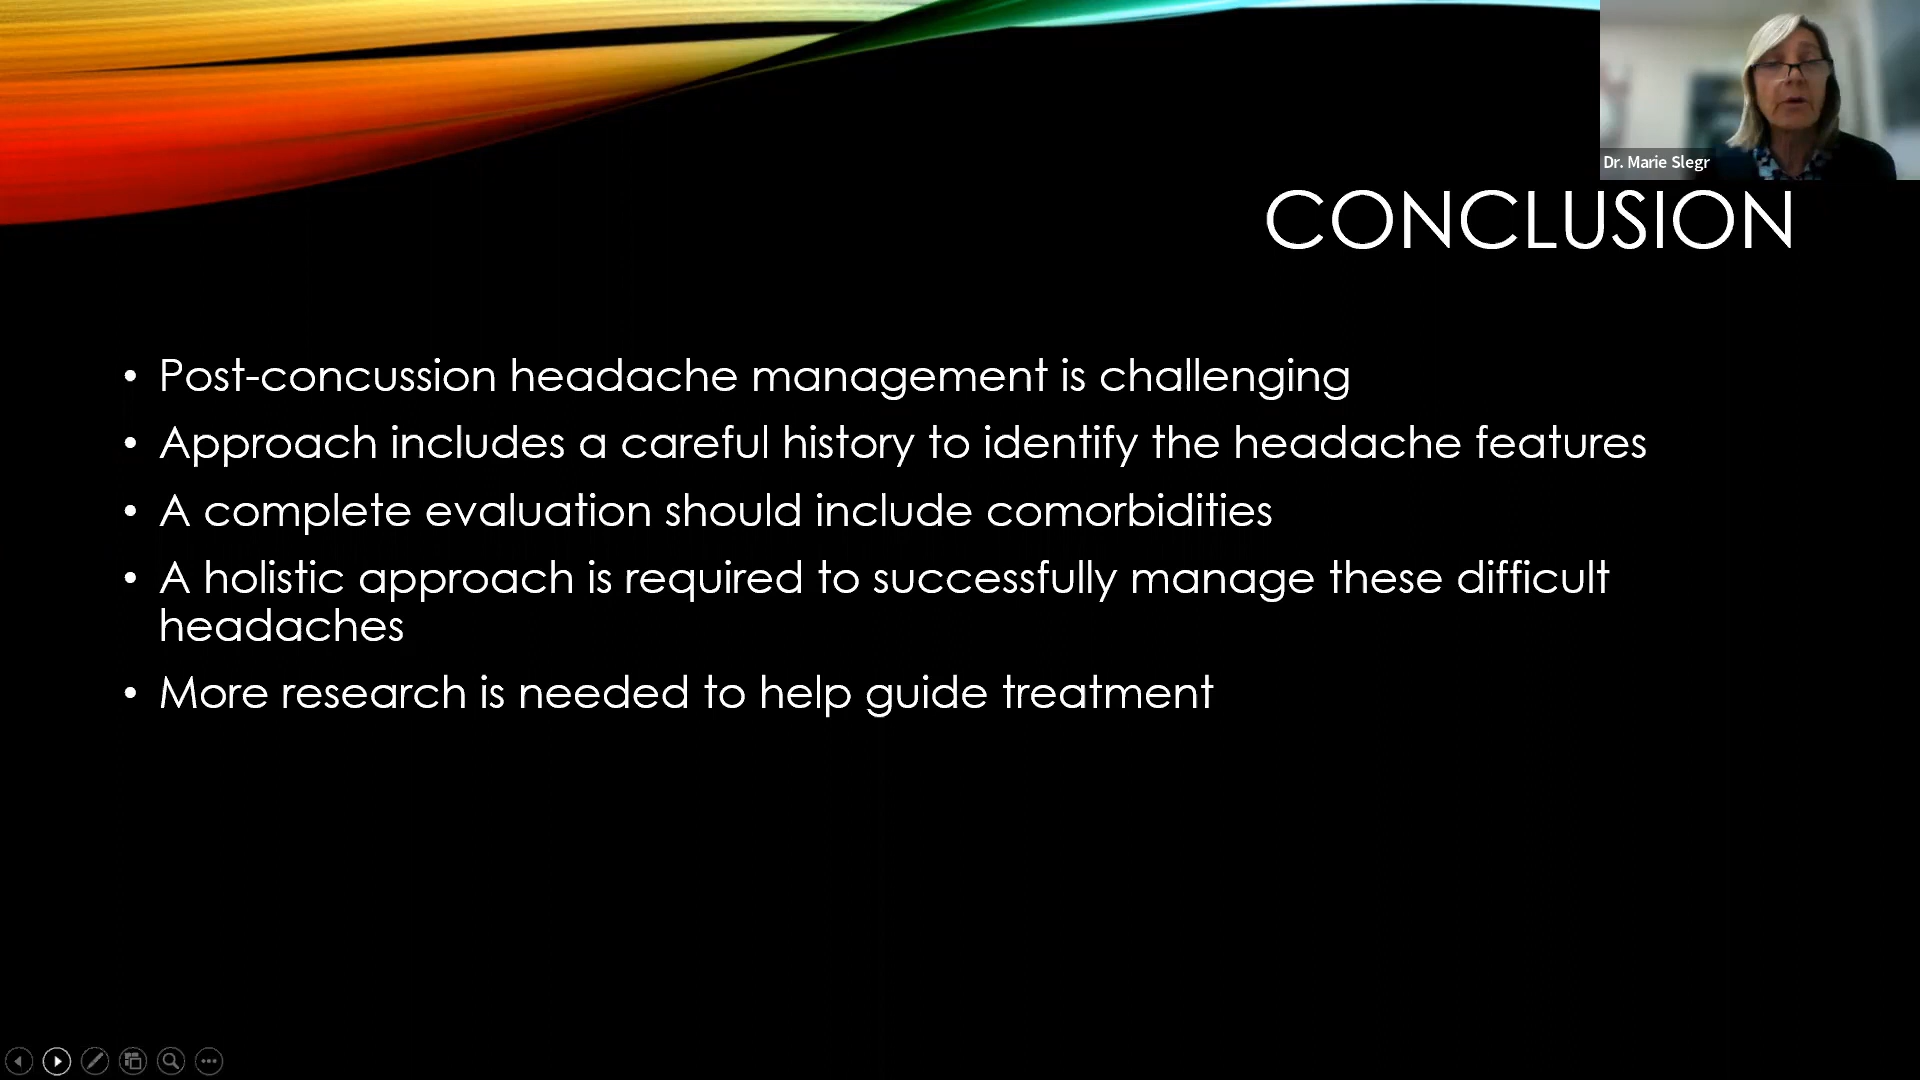 Dr. Marie Slegr
CONCLUSION
• Post-concussion headache management is challenging
• Approach includes a careful history to identify the headache features
• A complete evaluation should include comorbidities
• A holistic approach is required to successfully manage these difficult
headaches
• More research is needed to help guide treatment